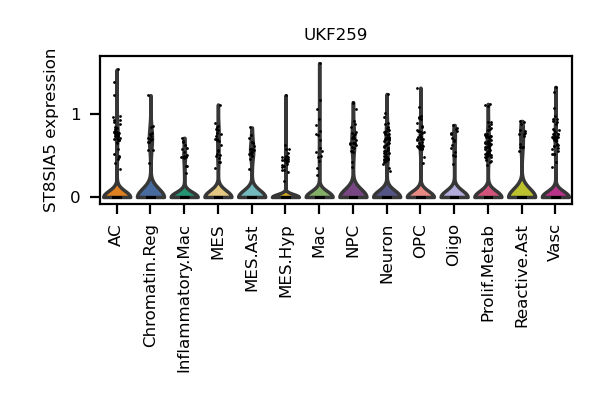 UKF259
ST8SIA5 expression
1
0
AC
Chromatin.Reg
Inflammatory.Mac
MES
MES.Ast
MES.Hyp
Mac
NPC
Neuron
OPC
Oligo
Prolif.Metab
Reactive.Ast
Vasc